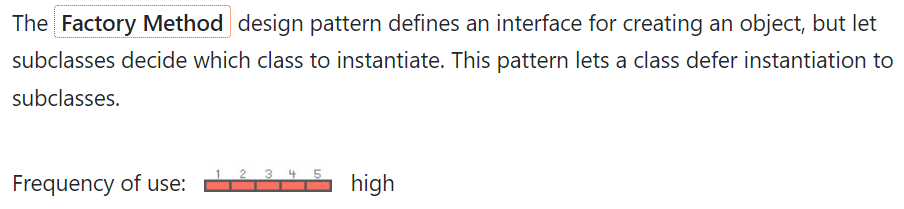 The Factory Method design pattern defines an interface for creating an object, but let
subclasses decide which class to instantiate. This pattern lets a class defer instantiation to
subclasses.
1 2 3 4 5
Frequency of use: high